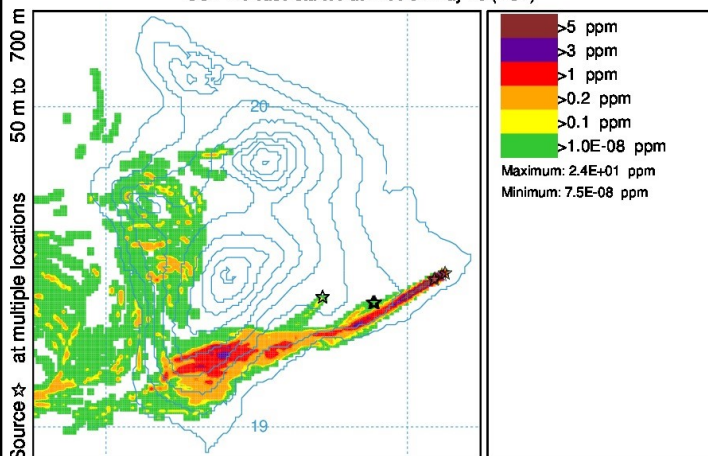 50 m to 700 m
20
19
Source ☆ at multiple locations
>5 ppm
>3 ppm
>1 ppm
>0.2 ppm
>0.1 ppm
>1.0E-08 ppm
Maximum: 2.4E+01 ppm
Minimum: 7.5E-08 ppm